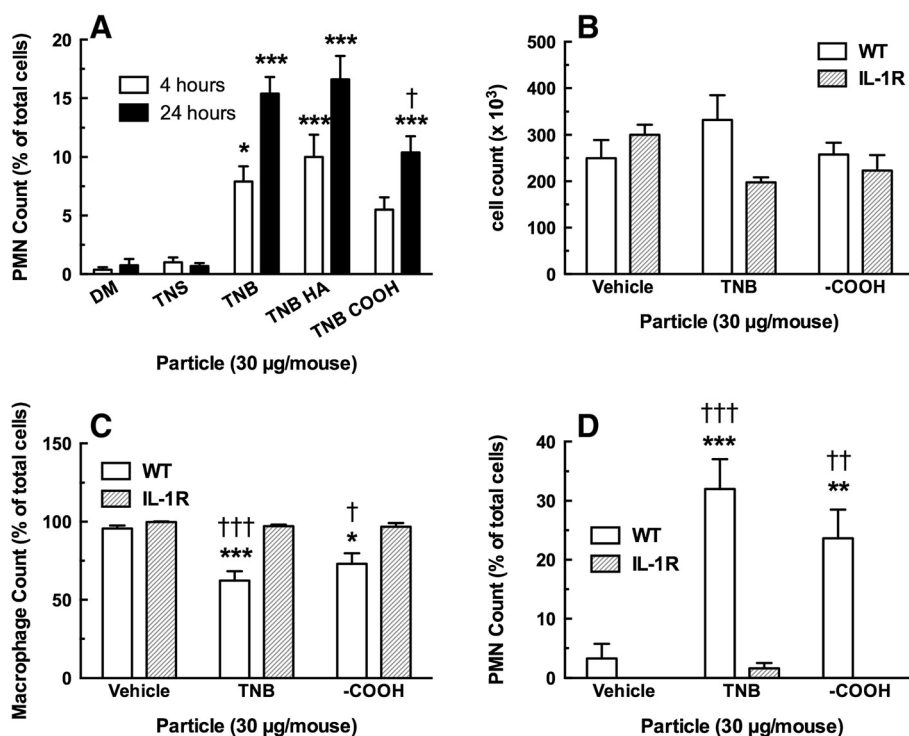 A
PMN Count (% of total cells)
20
15
10
5
0
4 hours
24 hours
*
***
***
***
†
***
DM
TNS
TNB
TNB HA
TNB COOH
Particle (30 µg/mouse)
B
cell count (x 10³)
500
400
300
200
100
0
WT
IL-1R
Vehicle
TNB
-COOH
Particle (30 µg/mouse)
C
Macrophage Count (% of total cells)
150
100
50
0
WT
IL-1R
†††
***
†
*
Vehicle
TNB
-COOH
Particle (30 µg/mouse)
D
PMN Count (% of total cells)
40
30
20
10
0
WT
IL-1R
†††
***
††
**
Vehicle
TNB
-COOH
Particle (30 µg/mouse)